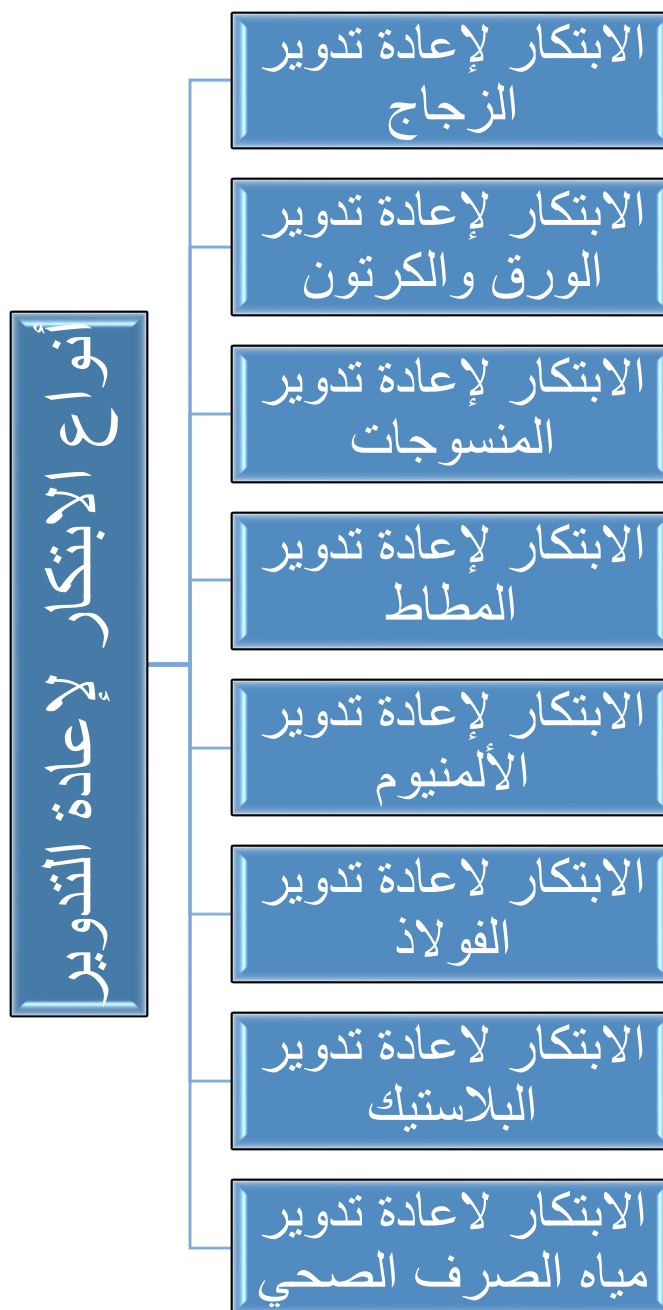 أنواع الابتكار لإعادة التدوير
الابتكار لإعادة تدوير
الزجاج
الابتكار لإعادة تدوير
الورق والكرتون
الابتكار لإعادة تدوير
المنسوجات
الابتكار لإعادة تدوير
المطاط
الابتكار لإعادة تدوير
الألمنيوم
الابتكار لاعادة تدوير
الفولاذ
الابتكار لاعادة تدوير
البلاستيك
الابتكار لاعادة تدوير
مياه الصرف الصحي